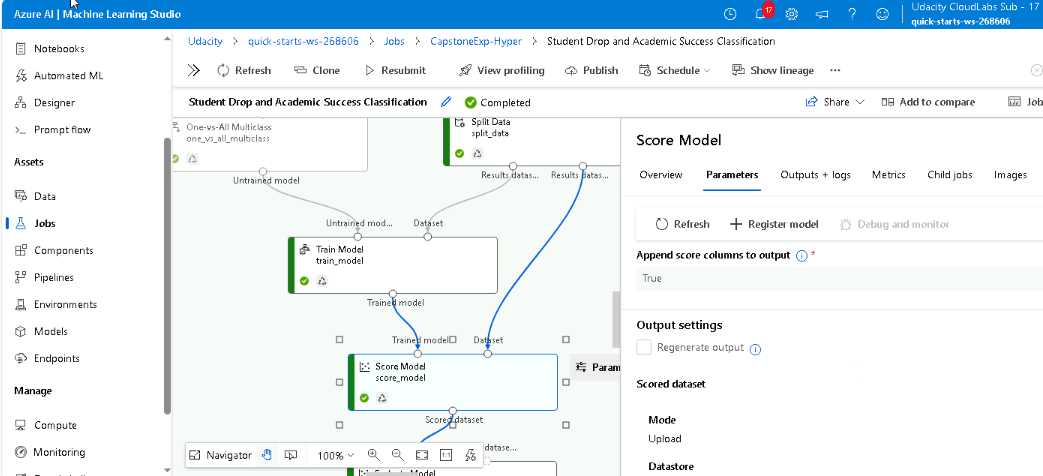 Azure AI | Machine Learning Studio
17
Udacity CloudLabs Sub - 17
quick-starts-ws-268606
Notebooks
Automated ML
Designer
Prompt flow
Assets
Data
Jobs
Components
Pipelines
Environments
Models
Endpoints
Manage
Compute
Monitoring
Udacity > quick-starts-ws-268606 > Jobs > CapstoneExp-Hyper > Student Drop and Academic Success Classification
Refresh Clone Resubmit View profiling Publish Schedule Show lineage ...
Student Drop and Academic Success Classification Completed Share Add to compare Job
One-vs-All Multiclass
one_vs_all_multiclass
Untrained model
Split Data
split_data
Results datas... Results datas...
Untrained mod... Dataset
Train Model
train_model
Trained model
Trained model Dataset
Score Model
score_model
Param
Scored dataset
Navigator 100% 1:1
datase...
Evaluate Model
Score Model
Overview Parameters Outputs + logs Metrics Child jobs Images
Refresh Register model Debug and monitor
Append score columns to output *
True
Output settings
Regenerate output
Scored dataset
Mode
Upload
Datastore